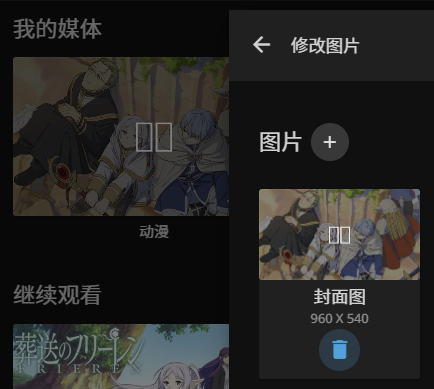 我的媒体
动漫
继续观看
葬送のフリーレン
FRIEREN
修改图片
图片
封面图
960 X 540